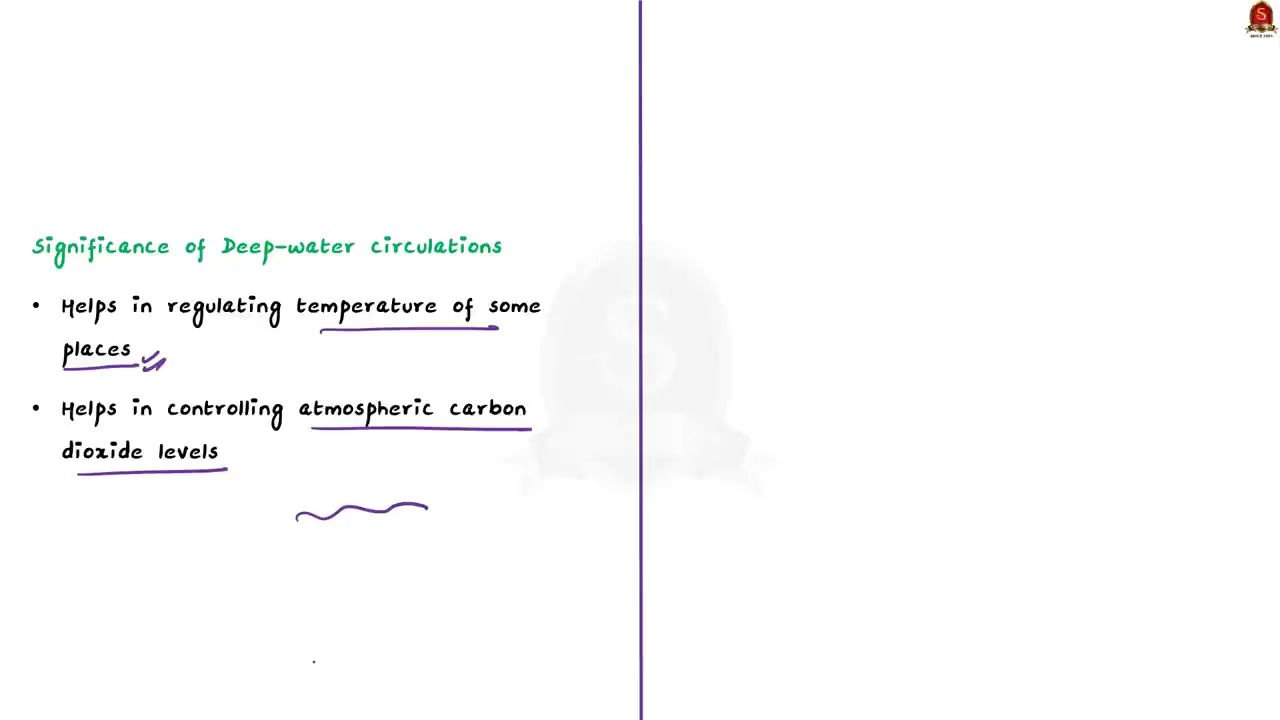 Significance of Deep-water circulations
• Helps in regulating temperature of some
places
• Helps in controlling atmospheric carbon
dioxide levels